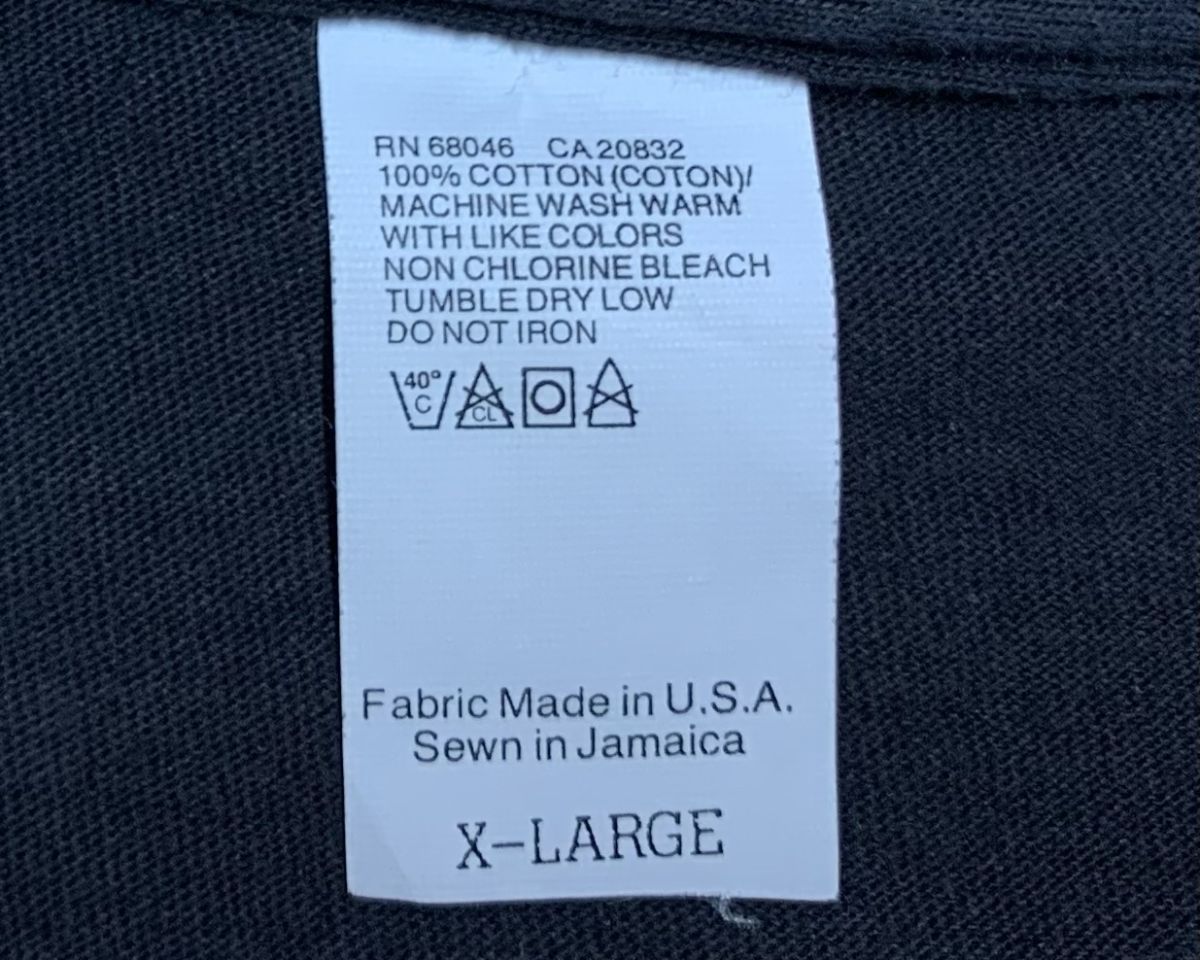 RN 68046 CA 20832
100% COTTON (COTON)/
MACHINE WASH WARM
WITH LIKE COLORS
NON CHLORINE BLEACH
TUMBLE DRY LOW
DO NOT IRON
40° C CL
Fabric Made in U.S.A.
Sewn in Jamaica
X-LARGE